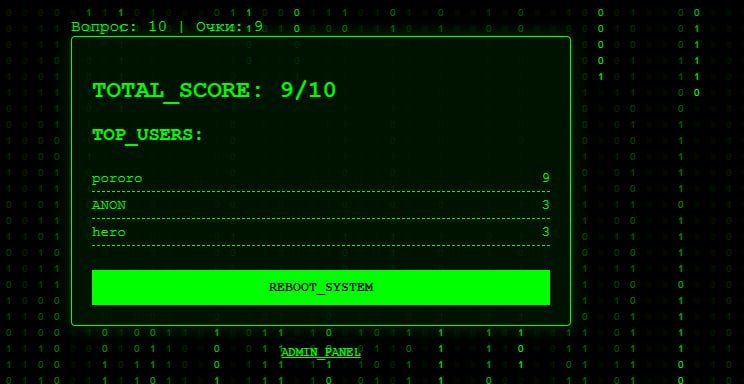 Вопрос: 10 | Очки: 9
TOTAL_SCORE: 9/10
TOP_USERS:
pororo 9
ANON 3
hero 3
REBOOT_SYSTEM
ADMIN_PANEL